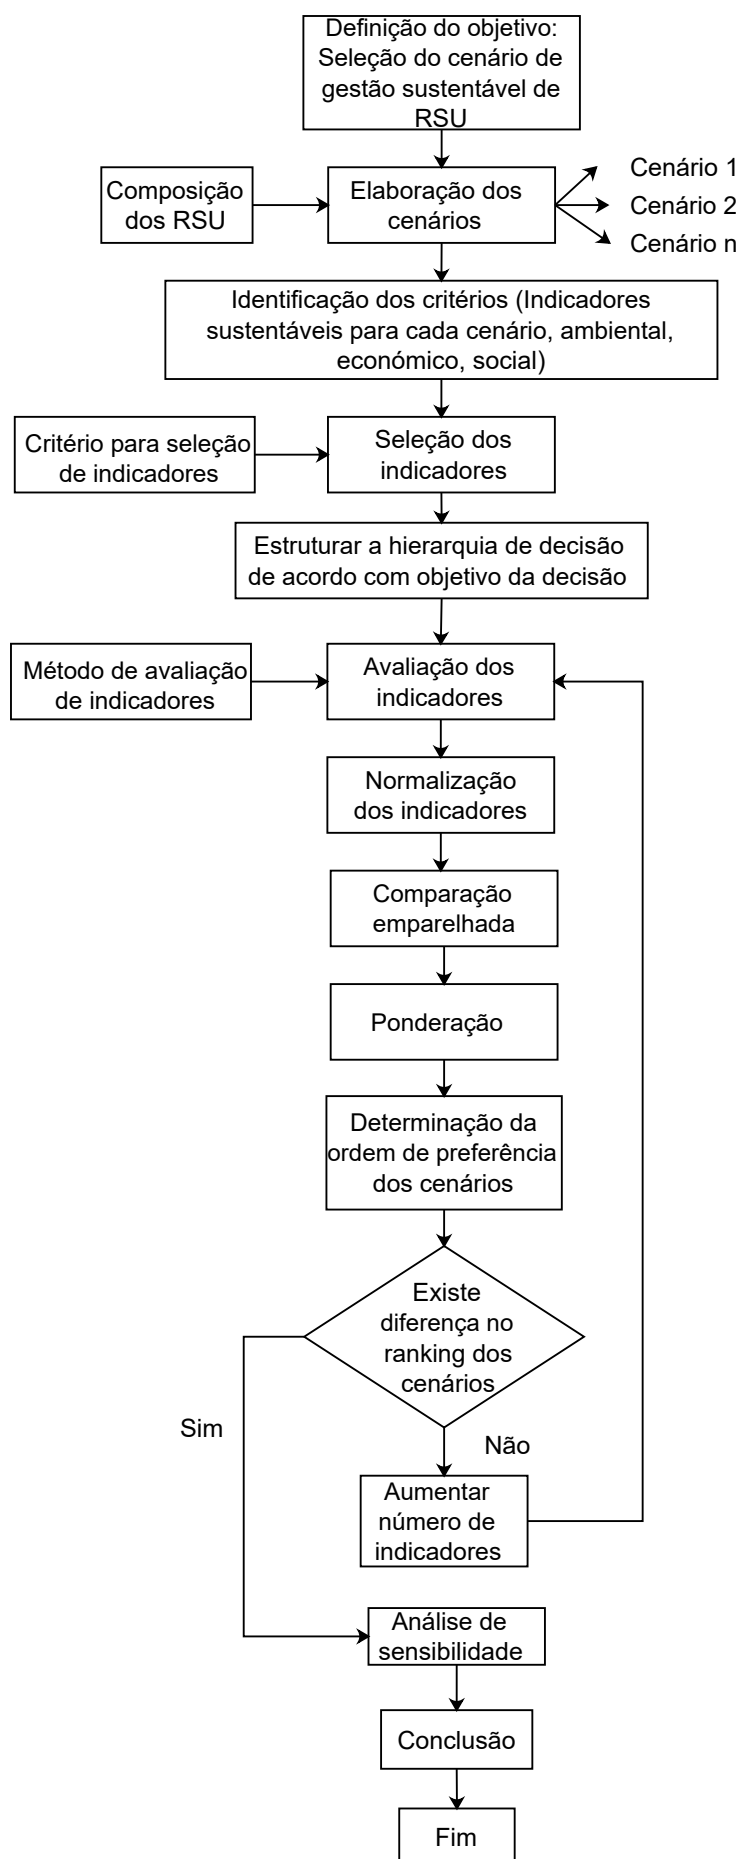 Definição do objetivo:
Seleção do cenário de
gestão sustentável de
RSU
Composição
dos RSU
Elaboração dos
cenários
Cenário 1
Cenário 2
Cenário n
Identificação dos critérios (Indicadores
sustentáveis para cada cenário, ambiental,
económico, social)
Critério para seleção
de indicadores
Seleção dos
indicadores
Estruturar a hierarquia de decisão
de acordo com objetivo da decisão
Método de avaliação
de indicadores
Avaliação dos
indicadores
Normalização
dos indicadores
Comparação
emparelhada
Ponderação
Determinação da
ordem de preferência
dos cenários
Existe
diferença no
ranking dos
cenários
Sim
Não
Aumentar
número de
indicadores
Análise de
sensibilidade
Conclusão
Fim